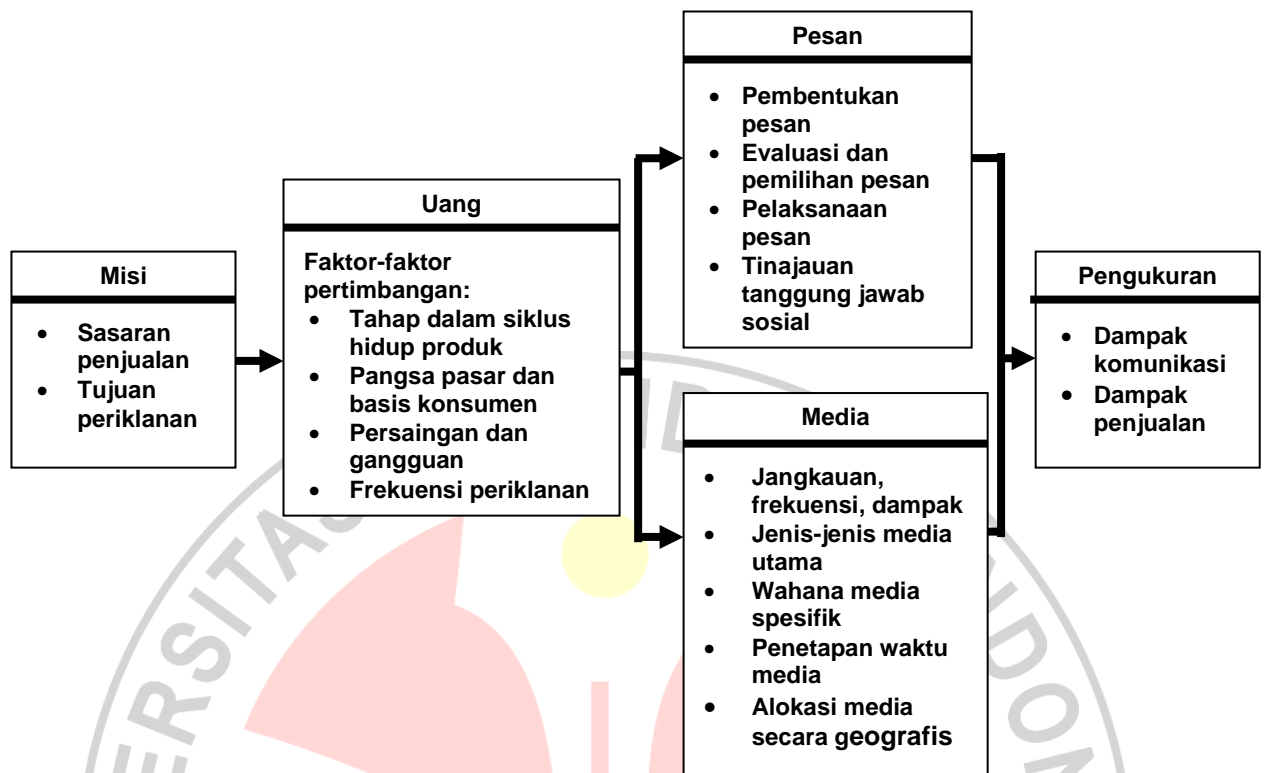 Misi
• Sasaran
penjualan
• Tujuan
periklanan
Uang
Faktor-faktor
pertimbangan:
• Tahap dalam siklus
hidup produk
• Pangsa pasar dan
basis konsumen
• Persaingan dan
gangguan
• Frekuensi periklanan
Pesan
• Pembentukan
pesan
• Evaluasi dan
pemilihan pesan
• Pelaksanaan
pesan
• Tinajauan
tanggung jawab
sosial
Media
• Jangkauan,
frekuensi, dampak
• Jenis-jenis media
utama
• Wahana media
spesifik
• Penetapan waktu
media
• Alokasi media
secara geografis
Pengukuran
• Dampak
komunikasi
• Dampak
penjualan